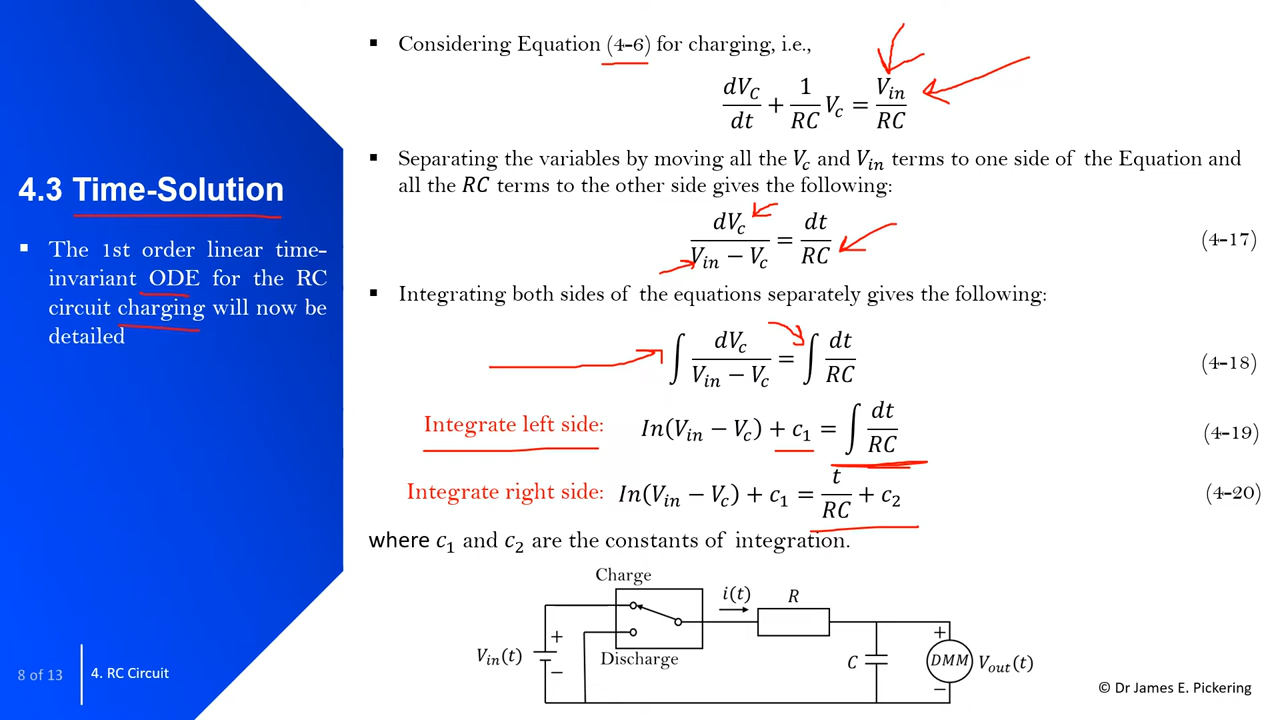 4.3 Time-Solution
▪ The 1st order linear time-
invariant ODE for the RC
circuit charging will now be
detailed
▪ Considering Equation (4-6) for charging, i.e.,
dV_C/dt + 1/RC V_c = V_in/RC
▪ Separating the variables by moving all the V_c and V_in terms to one side of the Equation and
all the RC terms to the other side gives the following:
dV_c/(V_in − V_c) = dt/RC (4-17)
▪ Integrating both sides of the equations separately gives the following:
∫ dV_c/(V_in − V_c) = ∫ dt/RC (4-18)
Integrate left side: In(V_in − V_c) + c_1 = ∫ dt/RC (4-19)
Integrate right side: In(V_in − V_c) + c_1 = t/RC + c_2 (4-20)
where c_1 and c_2 are the constants of integration.
Charge
i(t)
R
V_in(t)
+
−
Discharge
C
+
DMM
−
V_out(t)
8 of 13
4. RC Circuit
© Dr James E. Pickering